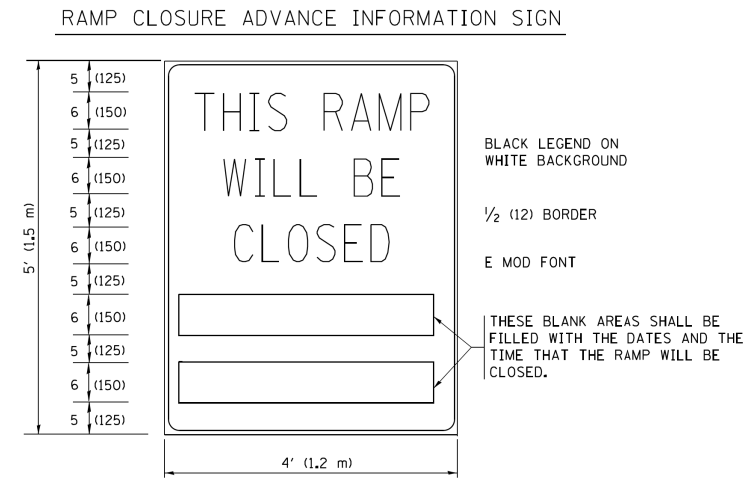 RAMP CLOSURE ADVANCE INFORMATION SIGN
5 (125)
6 (150)
5 (125)
6 (150)
5 (125)
6 (150)
5 (125)
6 (150)
5 (125)
6 (150)
5 (125)
5' (1.5 m)
THIS RAMP
WILL BE
CLOSED
4' (1.2 m)
BLACK LEGEND ON
WHITE BACKGROUND
1/2 (12) BORDER
E MOD FONT
THESE BLANK AREAS SHALL BE
FILLED WITH THE DATES AND THE
TIME THAT THE RAMP WILL BE
CLOSED.